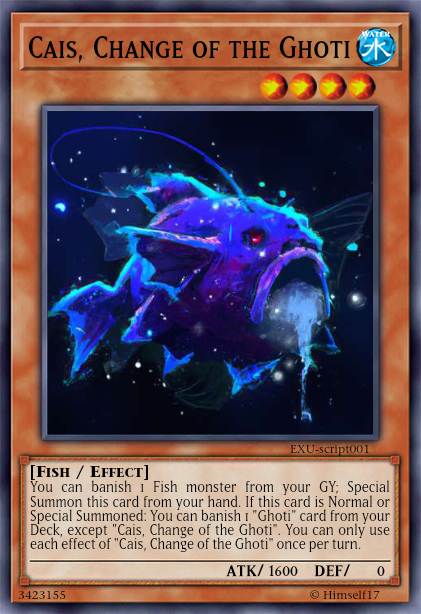 Cais, Change of the Ghoti
WATER
水
EXU-script001
[Fish / Effect]
You can banish 1 Fish monster from your GY; Special
Summon this card from your hand. If this card is Normal or
Special Summoned: You can banish 1 "Ghoti" card from your
Deck, except "Cais, Change of the Ghoti". You can only use
each effect of "Cais, Change of the Ghoti" once per turn.
ATK/ 1600 DEF/ 0
3423155 © Himself17